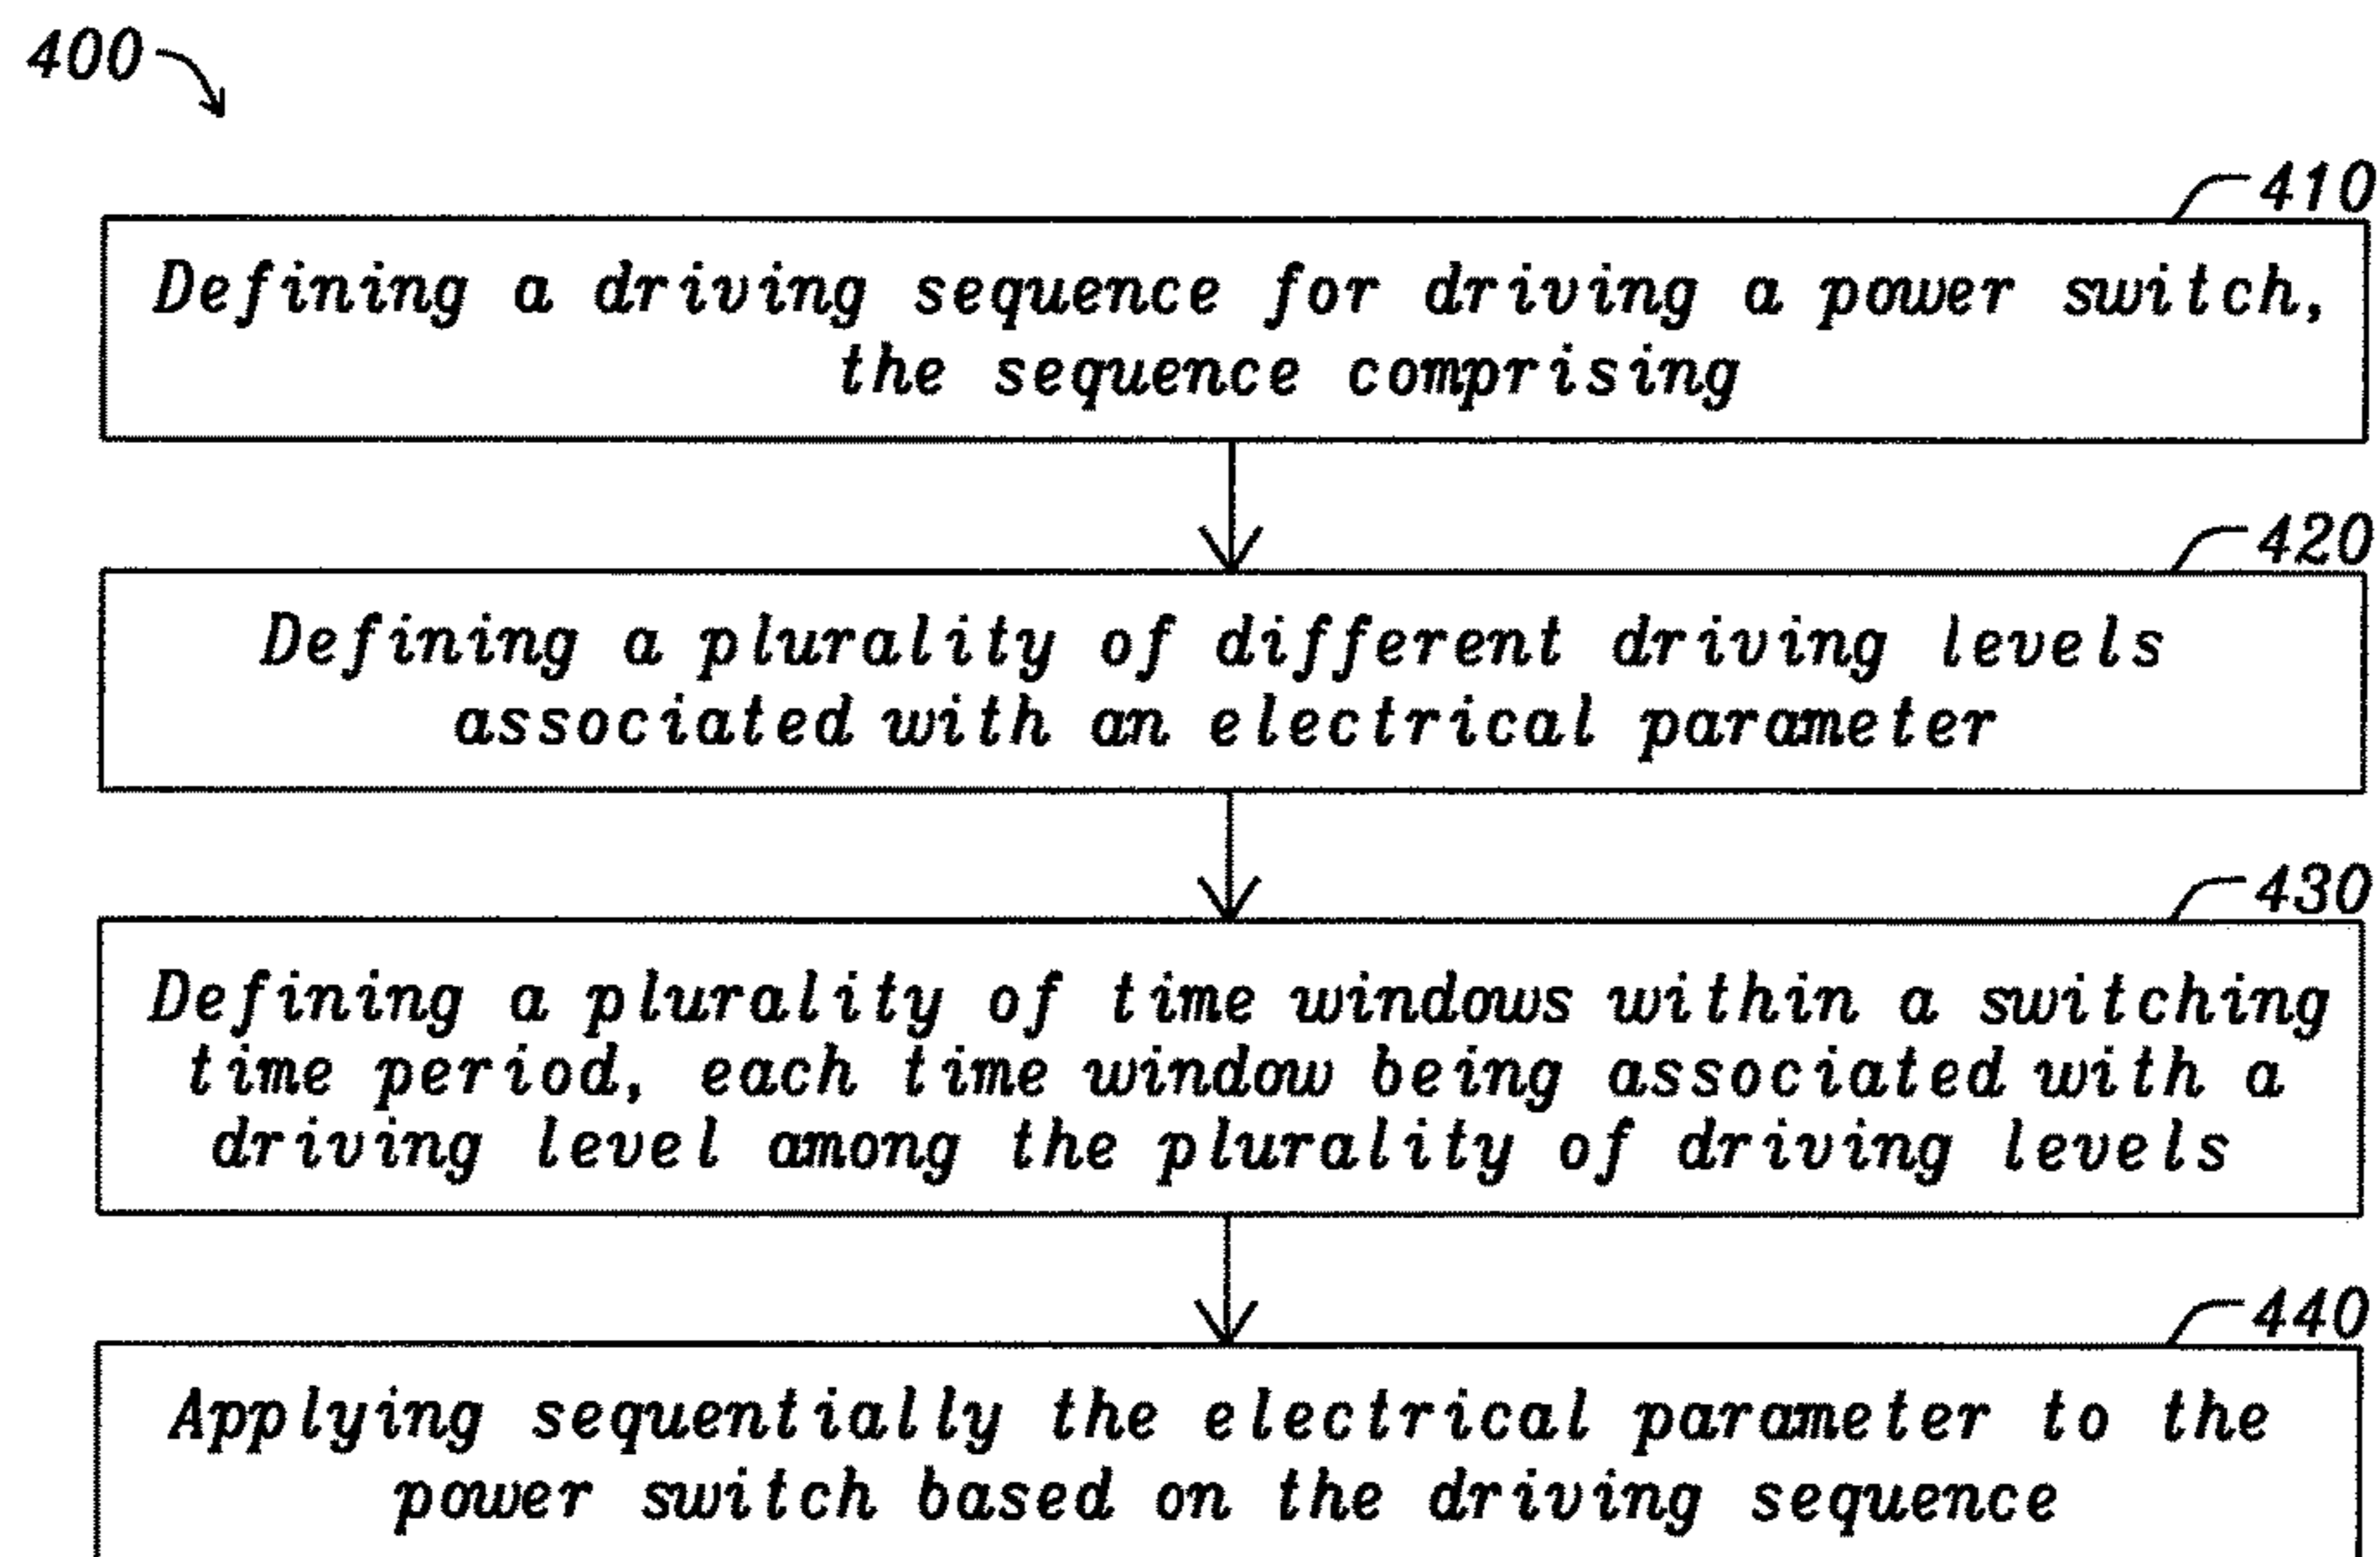 400
410
Defining a driving sequence for driving a power switch,
the sequence comprising
420
Defining a plurality of different driving levels
associated with an electrical parameter
430
Defining a plurality of time windows within a switching
time period, each time window being associated with a
driving level among the plurality of driving levels
440
Applying sequentially the electrical parameter to the
power switch based on the driving sequence